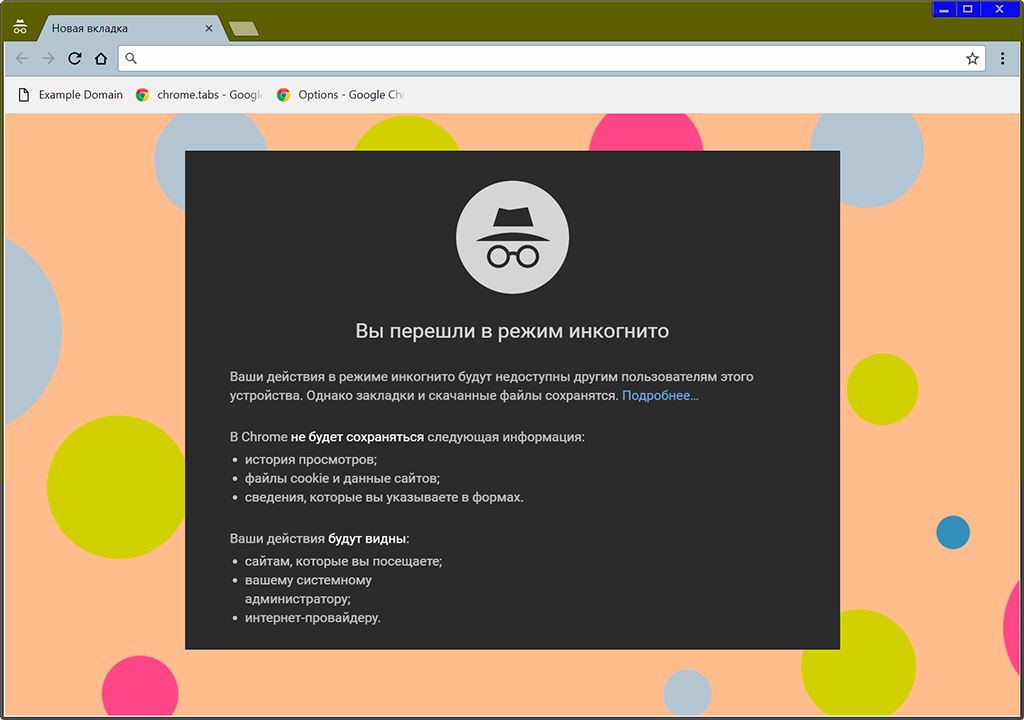 Новая вкладка
Example Domain
chrome.tabs - Google
Options - Google Ch
Вы перешли в режим инкогнито
Ваши действия в режиме инкогнито будут недоступны другим пользователям этого
устройства. Однако закладки и скачанные файлы сохранятся. Подробнее...
В Chrome не будет сохраняться следующая информация:
• история просмотров;
• файлы cookie и данные сайтов;
• сведения, которые вы указываете в формах.
Ваши действия будут видны:
• сайтам, которые вы посещаете;
• вашему системному
администратору;
• интернет-провайдеру.